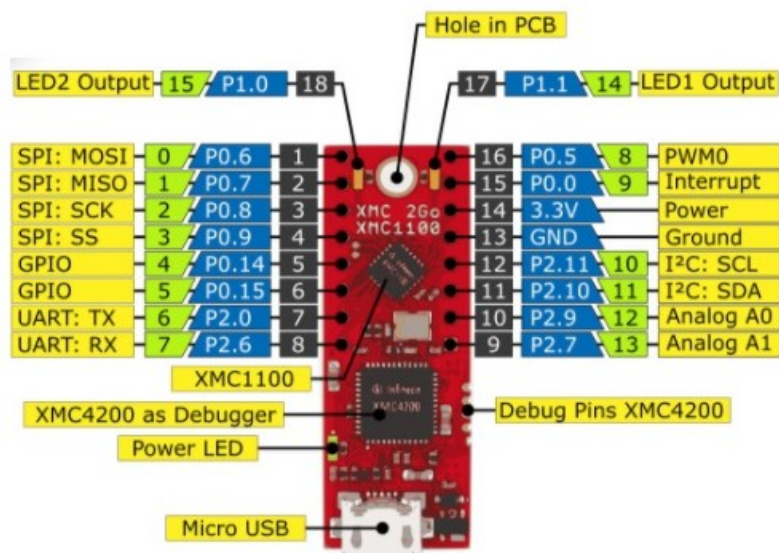 Hole in PCB
LED2 Output 15 P1.0 18
17 P1.1 14 LED1 Output
SPI: MOSI 0 P0.6 1
16 P0.5 8 PWM0
SPI: MISO 1 P0.7 2
15 P0.0 9 Interrupt
SPI: SCK 2 P0.8 3
14 3.3V Power
SPI: SS 3 P0.9 4
13 GND Ground
GPIO 4 P0.14 5
12 P2.11 10 I²C: SCL
GPIO 5 P0.15 6
11 P2.10 11 I²C: SDA
UART: TX 6 P2.0 7
10 P2.9 12 Analog A0
UART: RX 7 P2.6 8
9 P2.7 13 Analog A1
XMC 2Go
XMC1100
XMC1100
Infineon
XMC4200
XMC4200 as Debugger
Debug Pins XMC4200
Power LED
Micro USB